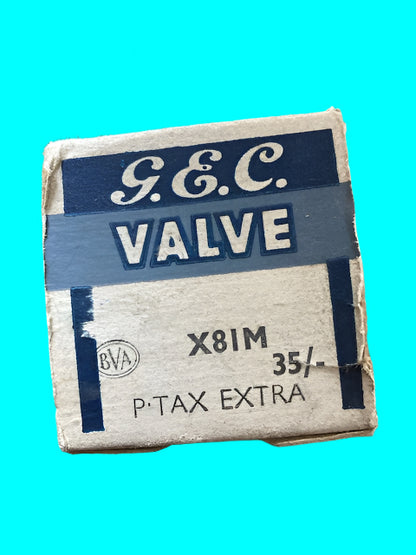 G.E.C.
VALVE
X81M
35/-
BVA
P·TAX EXTRA